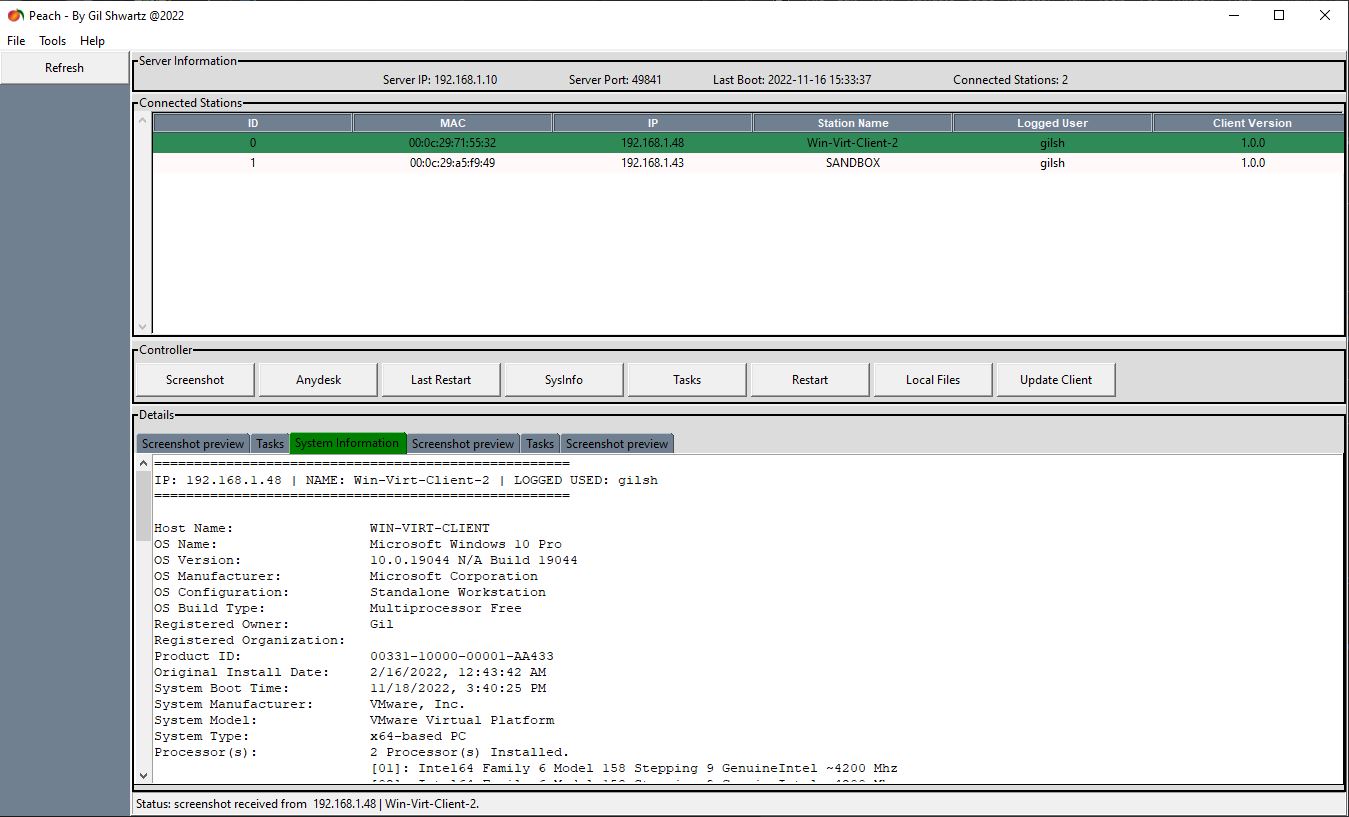 Peach - By Gil Shwartz @2022
File Tools Help
Refresh
Server Information
Server IP: 192.168.1.10 Server Port: 49841 Last Boot: 2022-11-16 15:33:37 Connected Stations: 2
Connected Stations
ID MAC IP Station Name Logged User Client Version
0 00:0c:29:71:55:32 192.168.1.48 Win-Virt-Client-2 gilsh 1.0.0
1 00:0c:29:a5:f9:49 192.168.1.43 SANDBOX gilsh 1.0.0
Controller
Screenshot Anydesk Last Restart SysInfo Tasks Restart Local Files Update Client
Details
Screenshot preview Tasks System Information Screenshot preview Tasks Screenshot preview
====================================================
IP: 192.168.1.48 | NAME: Win-Virt-Client-2 | LOGGED USED: gilsh
====================================================
Host Name: WIN-VIRT-CLIENT
OS Name: Microsoft Windows 10 Pro
OS Version: 10.0.19044 N/A Build 19044
OS Manufacturer: Microsoft Corporation
OS Configuration: Standalone Workstation
OS Build Type: Multiprocessor Free
Registered Owner: Gil
Registered Organization:
Product ID: 00331-10000-00001-AA433
Original Install Date: 2/16/2022, 12:43:42 AM
System Boot Time: 11/18/2022, 3:40:25 PM
System Manufacturer: VMware, Inc.
System Model: VMware Virtual Platform
System Type: x64-based PC
Processor(s): 2 Processor(s) Installed.
[01]: Intel64 Family 6 Model 158 Stepping 9 GenuineIntel ~4200 Mhz
Status: screenshot received from 192.168.1.48 | Win-Virt-Client-2.